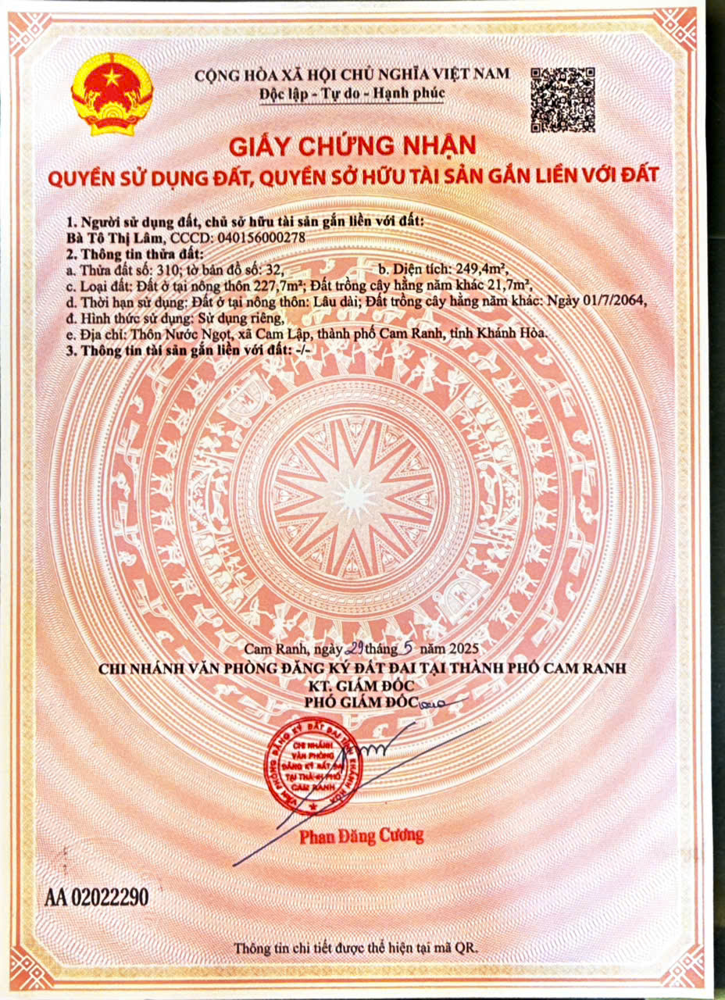 CỘNG HÒA XÃ HỘI CHỦ NGHĨA VIỆT NAM
Độc lập - Tự do - Hạnh phúc
GIẤY CHỨNG NHẬN
QUYỀN SỬ DỤNG ĐẤT, QUYỀN SỞ HỮU TÀI SẢN GẮN LIỀN VỚI ĐẤT
1. Người sử dụng đất, chủ sở hữu tài sản gắn liền với đất:
Bà Tô Thị Lâm, CCCD: 040156000278
2. Thông tin thửa đất:
a. Thửa đất số: 310; tờ bản đồ số: 32, b. Diện tích: 249,4m²,
c. Loại đất: Đất ở tại nông thôn 227,7m²; Đất trồng cây hằng năm khác 21,7m²,
d. Thời hạn sử dụng: Đất ở tại nông thôn: Lâu dài; Đất trồng cây hằng năm khác: Ngày 01/7/2064,
đ. Hình thức sử dụng: Sử dụng riêng,
e. Địa chỉ: Thôn Nước Ngọt, xã Cam Lập, thành phố Cam Ranh, tỉnh Khánh Hòa.
3. Thông tin tài sản gắn liền với đất: -/-
Cam Ranh, ngày 29 tháng 5 năm 2025
CHI NHÁNH VĂN PHÒNG ĐĂNG KÝ ĐẤT ĐAI TẠI THÀNH PHỐ CAM RANH
KT. GIÁM ĐỐC
PHÓ GIÁM ĐỐC
VĂN PHÒNG ĐĂNG KÝ ĐẤT ĐAI TỈNH KHÁNH HÒA
CHI NHÁNH
VĂN PHÒNG
ĐĂNG KÝ ĐẤT ĐAI
TẠI THÀNH PHỐ
CAM RANH
Phan Đăng Cương
AA 02022290
Thông tin chi tiết được thể hiện tại mã QR.